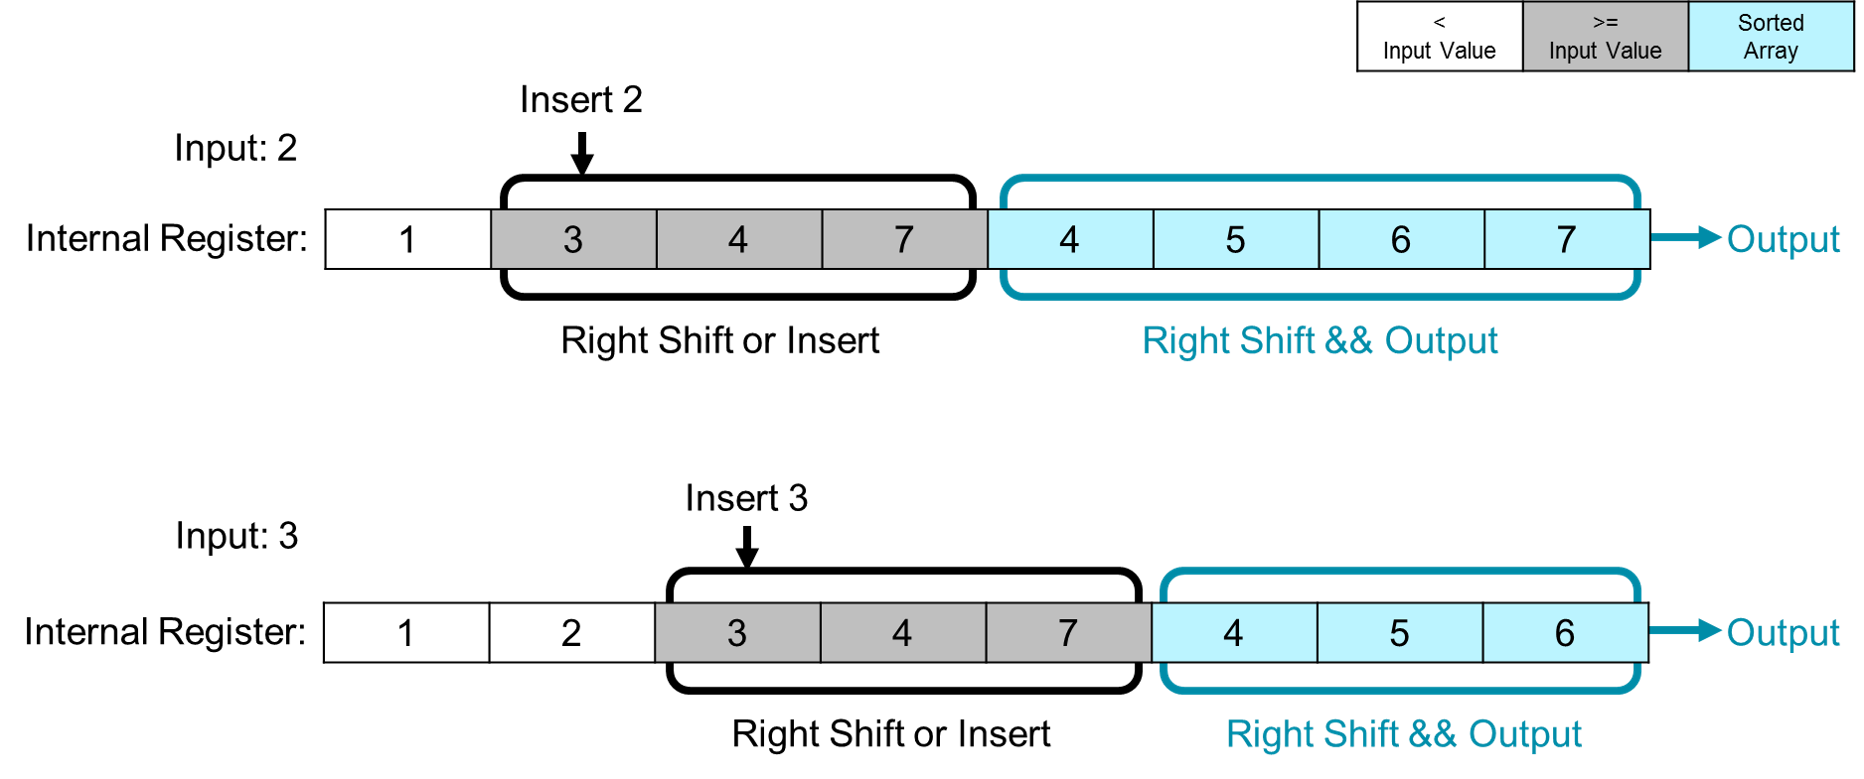 < Input Value
>= Input Value
Sorted Array
Insert 2
Input: 2
Internal Register: 1 3 4 7 4 5 6 7 Output
Right Shift or Insert Right Shift && Output
Insert 3
Input: 3
Internal Register: 1 2 3 4 7 4 5 6 Output
Right Shift or Insert Right Shift && Output